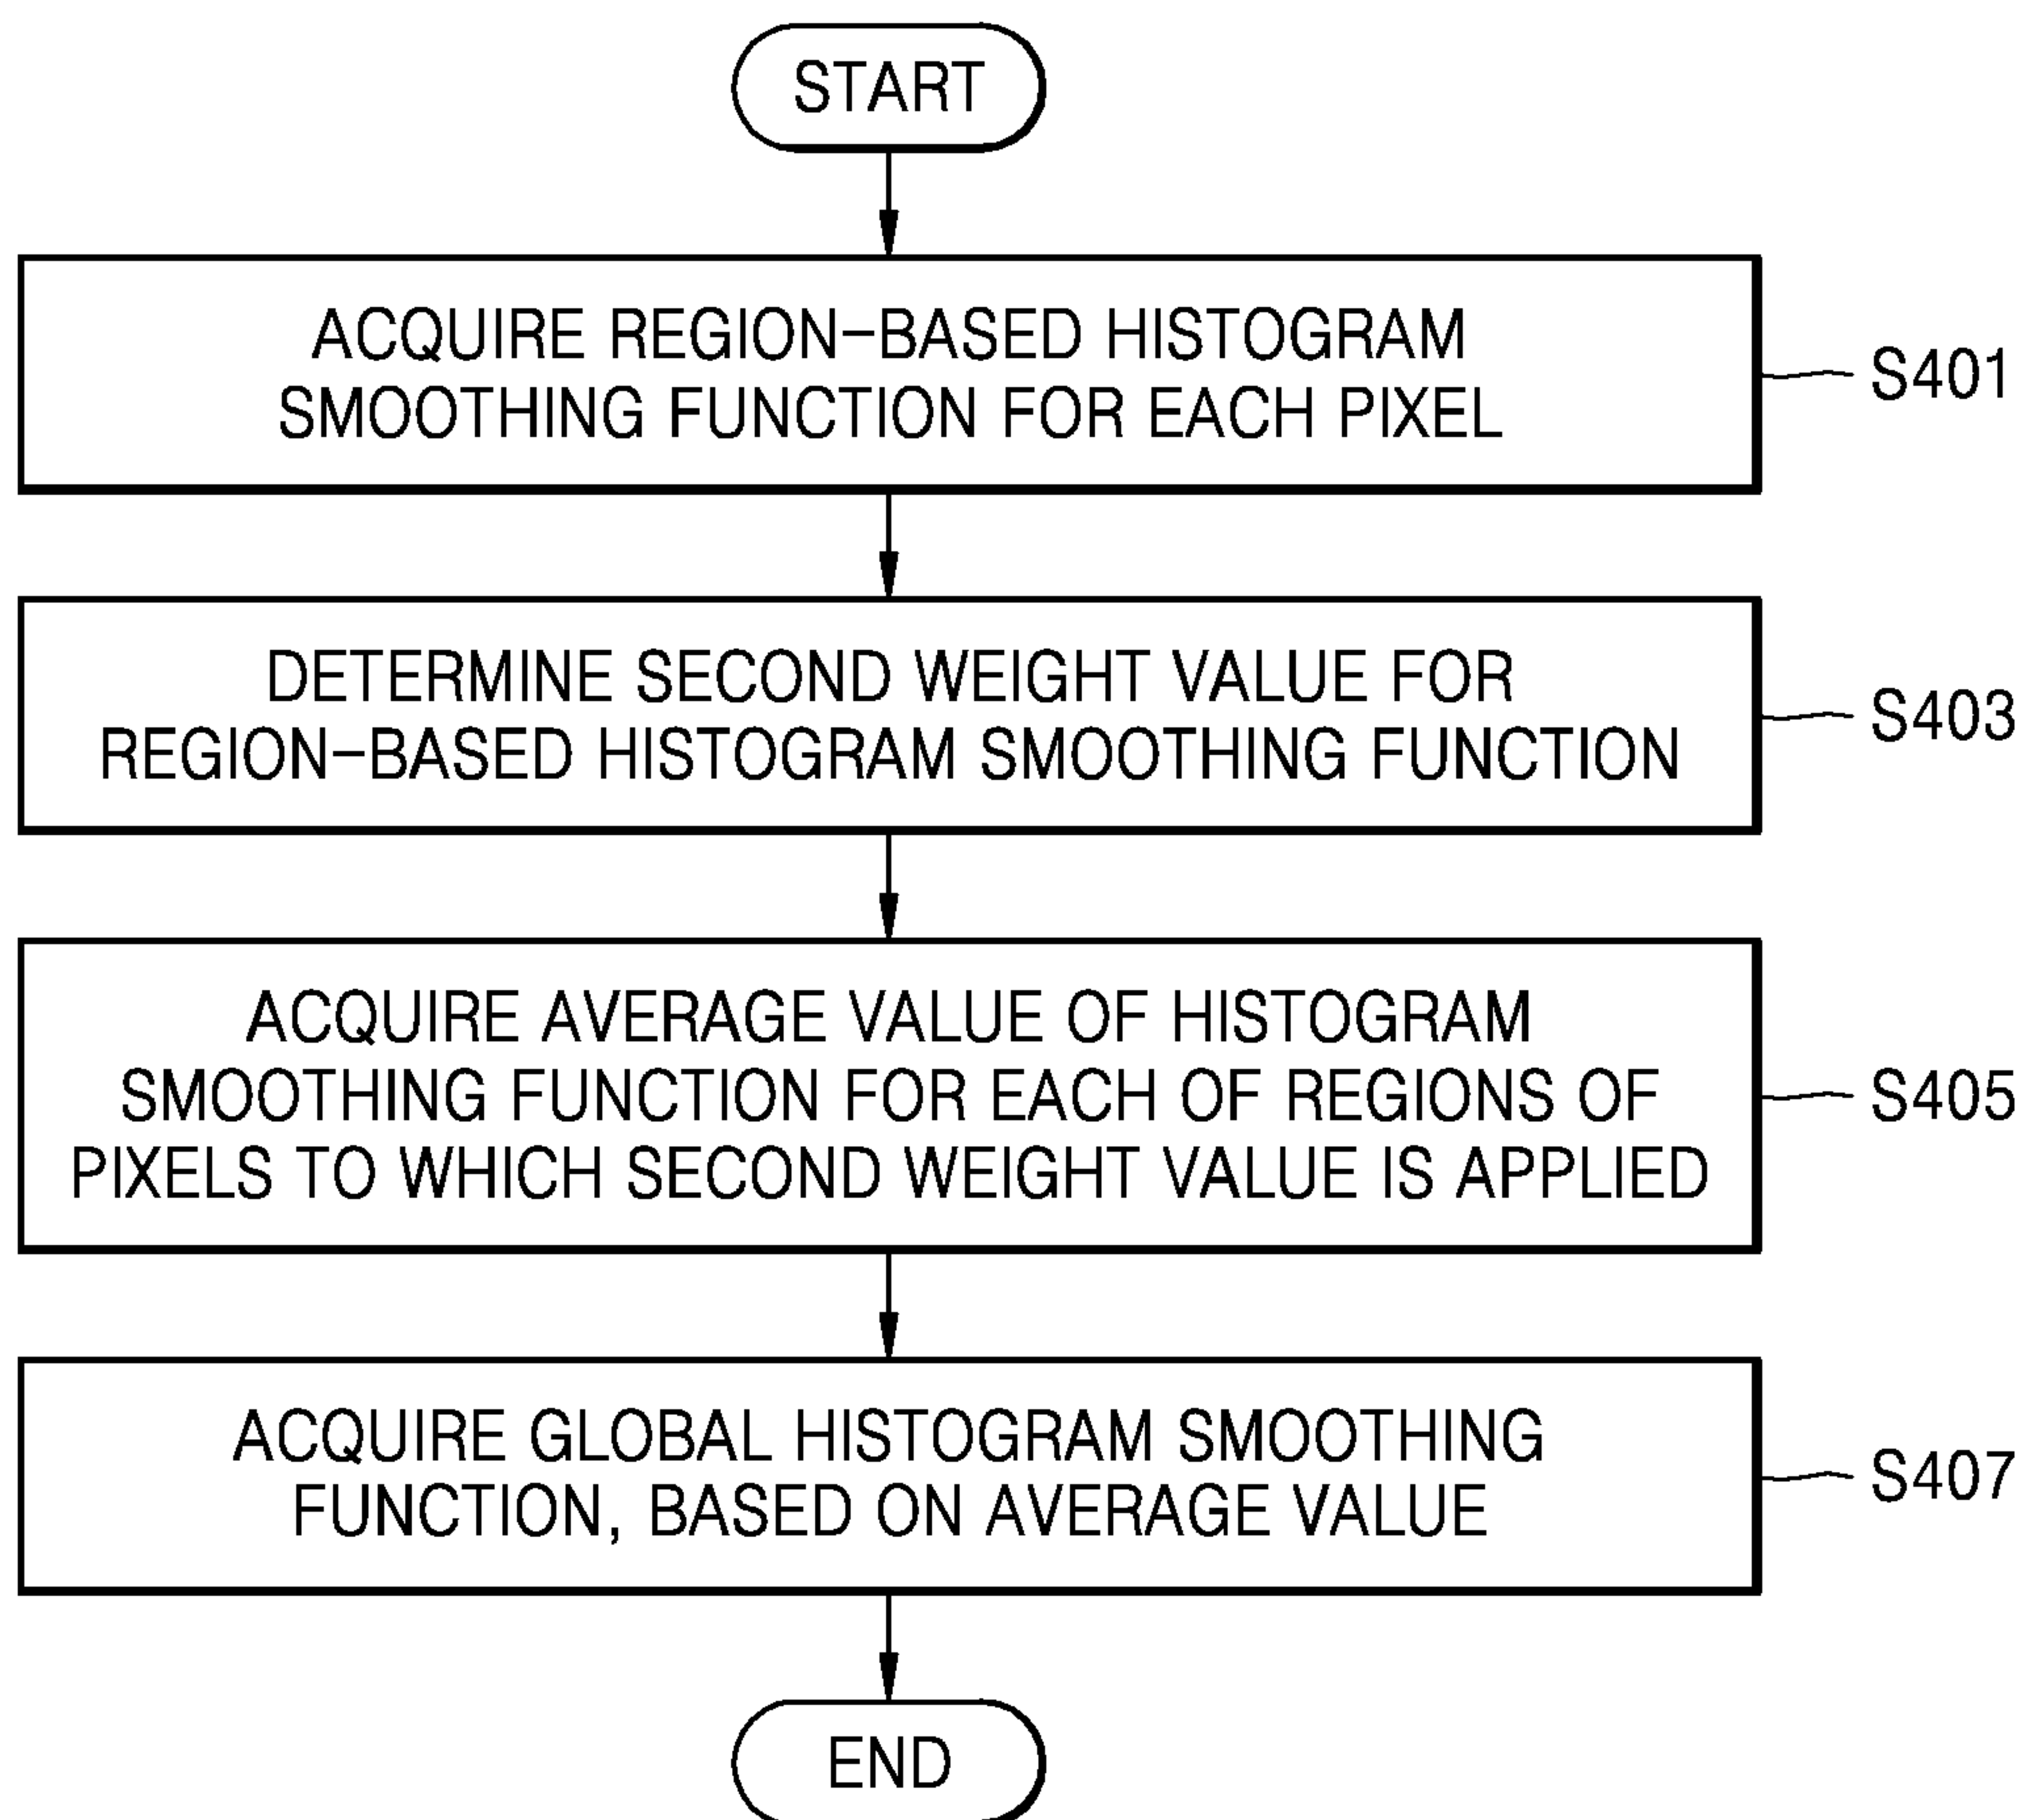 START
ACQUIRE REGION-BASED HISTOGRAM
SMOOTHING FUNCTION FOR EACH PIXEL
S401
DETERMINE SECOND WEIGHT VALUE FOR
REGION-BASED HISTOGRAM SMOOTHING FUNCTION
S403
ACQUIRE AVERAGE VALUE OF HISTOGRAM
SMOOTHING FUNCTION FOR EACH OF REGIONS OF
PIXELS TO WHICH SECOND WEIGHT VALUE IS APPLIED
S405
ACQUIRE GLOBAL HISTOGRAM SMOOTHING
FUNCTION, BASED ON AVERAGE VALUE
S407
END